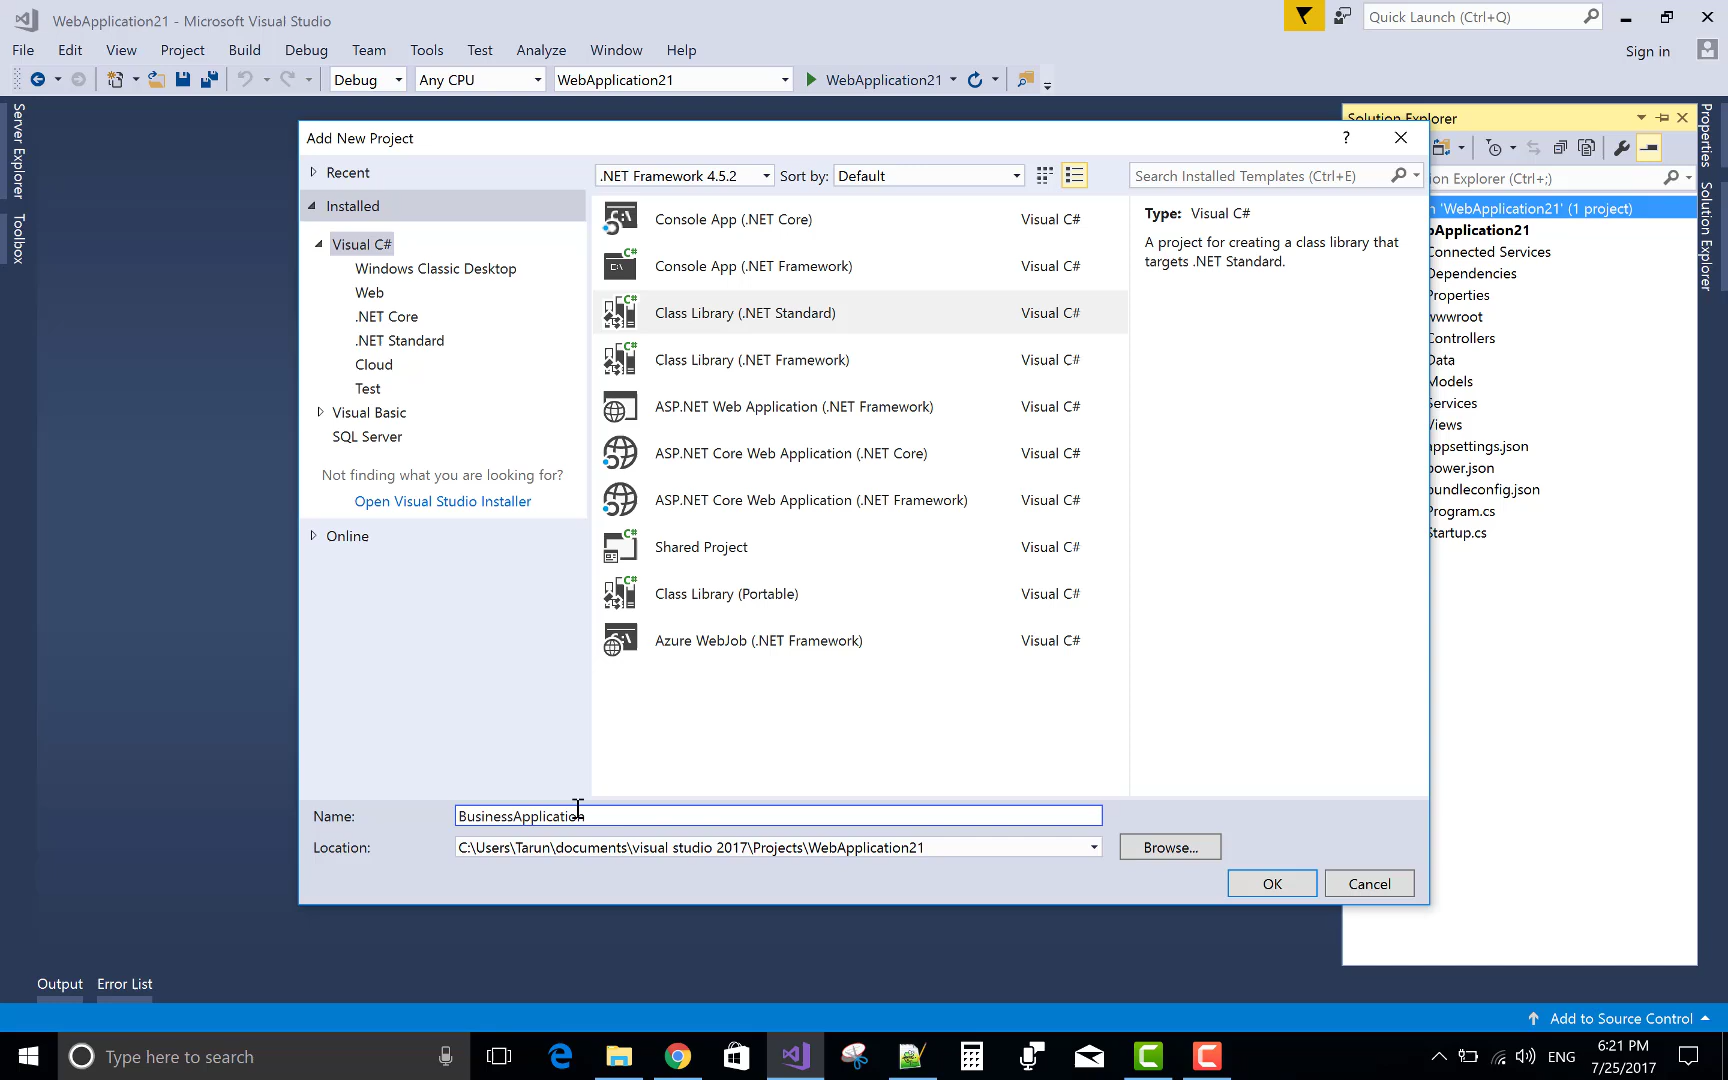 WebApplication21 - Microsoft Visual Studio
Quick Launch (Ctrl+Q)
File Edit View Project Build Debug Team Tools Test Analyze Window Help
Sign in
Debug Any CPU WebApplication21 WebApplication21
Server Explorer
Toolbox
Properties
Solution Explorer
Solution Explorer
ion Explorer (Ctrl+;)
n 'WebApplication21' (1 project)
bApplication21
Connected Services
Dependencies
Properties
wwwroot
Controllers
Data
Models
Services
Views
appsettings.json
bower.json
bundleconfig.json
Program.cs
Startup.cs
Add New Project
?
Recent
Installed
Visual C#
Windows Classic Desktop
Web
.NET Core
.NET Standard
Cloud
Test
Visual Basic
SQL Server
Not finding what you are looking for?
Open Visual Studio Installer
Online
.NET Framework 4.5.2 Sort by: Default
Search Installed Templates (Ctrl+E)
Console App (.NET Core) Visual C#
Console App (.NET Framework) Visual C#
Class Library (.NET Standard) Visual C#
Class Library (.NET Framework) Visual C#
ASP.NET Web Application (.NET Framework) Visual C#
ASP.NET Core Web Application (.NET Core) Visual C#
ASP.NET Core Web Application (.NET Framework) Visual C#
Shared Project Visual C#
Class Library (Portable) Visual C#
Azure WebJob (.NET Framework) Visual C#
Type: Visual C#
A project for creating a class library that
targets .NET Standard.
Name: BusinessApplication
Location: C:\Users\Tarun\documents\visual studio 2017\Projects\WebApplication21
Browse...
OK Cancel
Output Error List
Add to Source Control
Type here to search
ENG
6:21 PM
7/25/2017